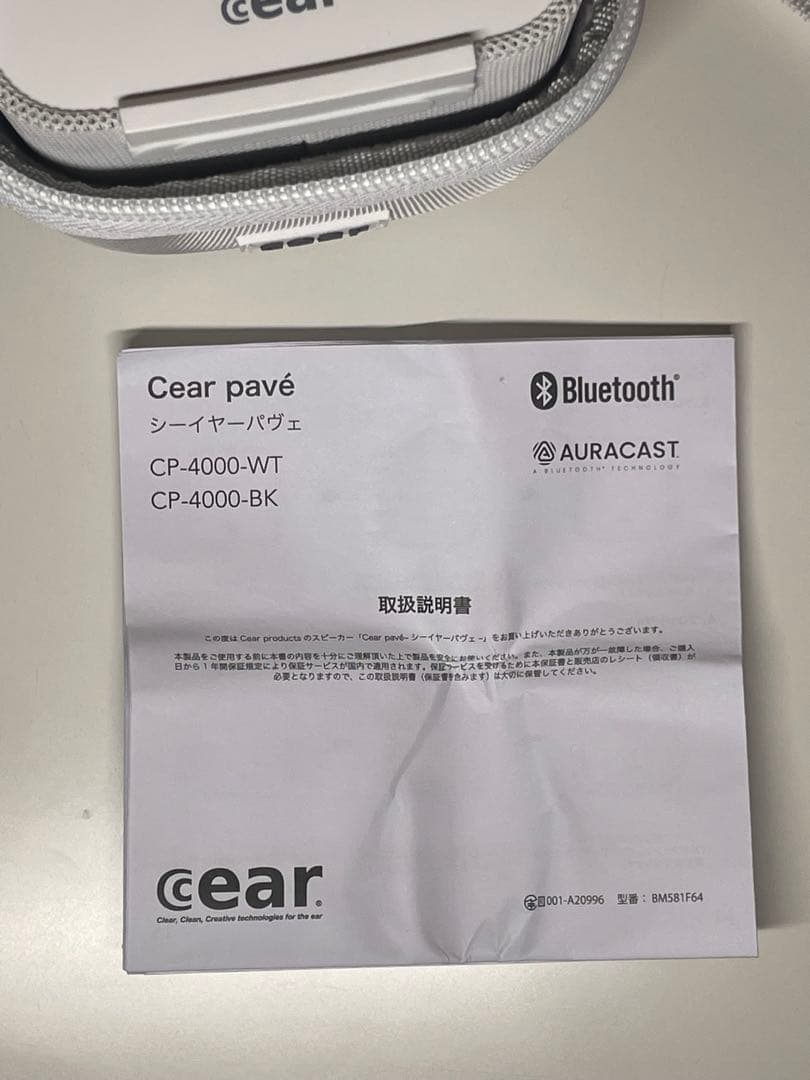 cear
Cear pavé
シーイヤーパヴェ
CP-4000-WT
CP-4000-BK
Bluetooth®
AURACAST™
A BLUETOOTH® TECHNOLOGY
取扱説明書
この度は Cear products のスピーカー「Cear pavé- シーイヤーパヴェ -」をお買い上げいただきありがとうございます。
本製品をご使用する前に本書の内容を十分にご理解頂いた上で製品を安全にお使いください。また、本製品が万が一故障した場合、ご購入
日から 1 年間保証規定により保証サービスが国内で適用されます。保証サービスを受けるために本保証書と販売店のレシート（領収書）が
必要となりますので、この取扱説明書（保証書を含みます）は大切に保管してください。
cear®
Clear, Clean, Creative technologies for the ear
001-A20996 型番： BM581F64